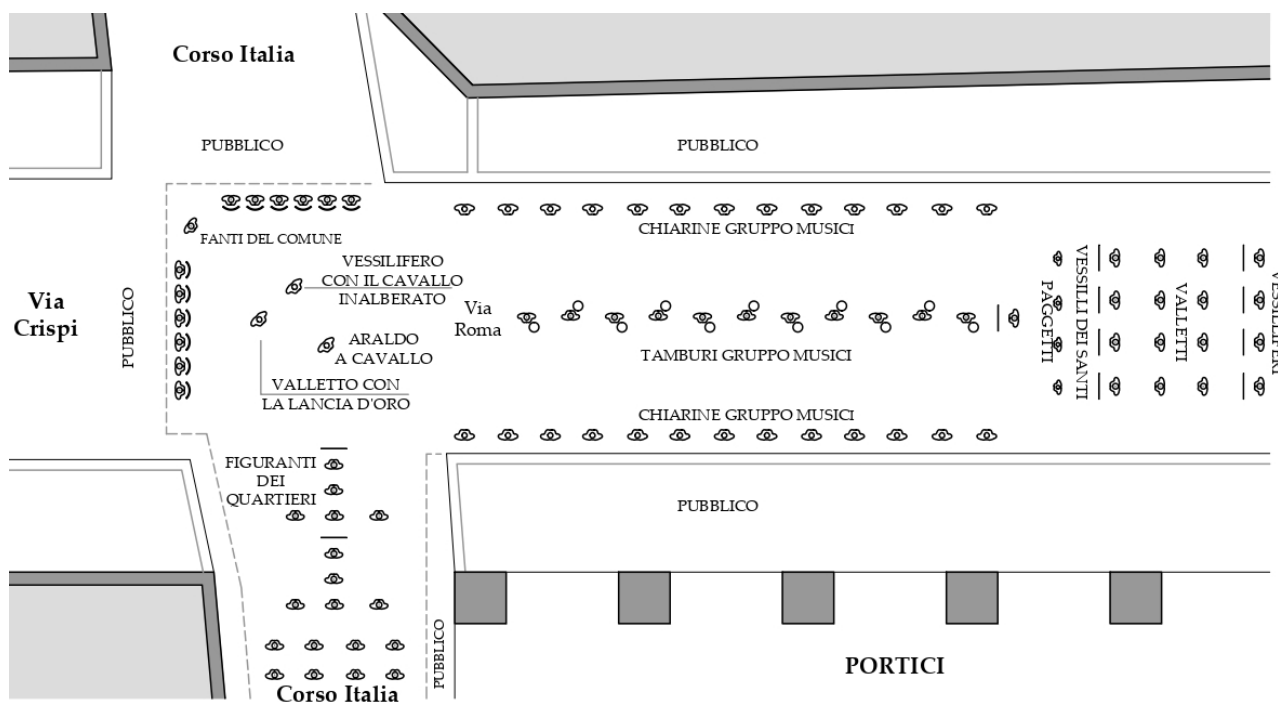 Corso Italia
PUBBLICO
PUBBLICO
FANTI DEL COMUNE
CHIARINE GRUPPO MUSICI
VESSILIFERO
CON IL CAVALLO
INALBERATO
Via
Crispi
PUBBLICO
Via
Roma
ARALDO
A CAVALLO
TAMBURI GRUPPO MUSICI
PAGGETTI
VESSILLI DEI SANTI
VALLETTI
VESSILLIFERI
VALLETTO CON
LA LANCIA D'ORO
CHIARINE GRUPPO MUSICI
FIGURANTI
DEI
QUARTIERI
PUBBLICO
PUBBLICO
PORTICI
Corso Italia